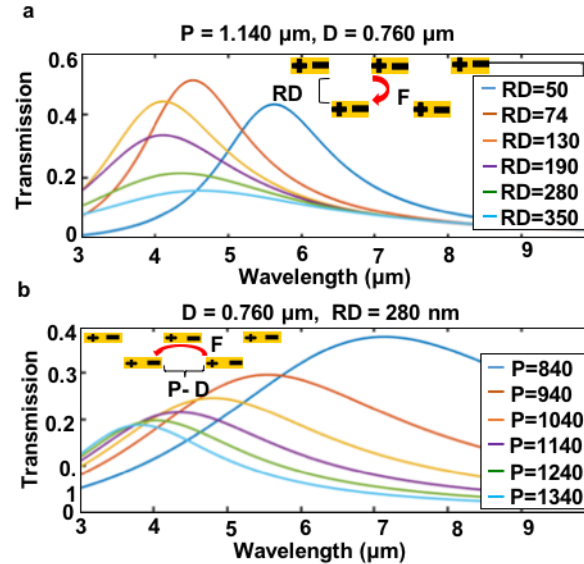 a
P = 1.140 μm, D = 0.760 μm
Transmission
0.6
0.4
0.2
0
3 4 5 6 7 8 9
Wavelength (μm)
+ - + - + -
RD F
+ - + -
RD=50
RD=74
RD=130
RD=190
RD=280
RD=350
b
D = 0.760 μm, RD = 280 nm
Transmission
0.4
0.3
0.2
0.
1
0
3 4 5 6 7 8 9
Wavelength (μm)
+ - + - + -
F
+ - + -
P- D
P=840
P=940
P=1040
P=1140
P=1240
P=1340